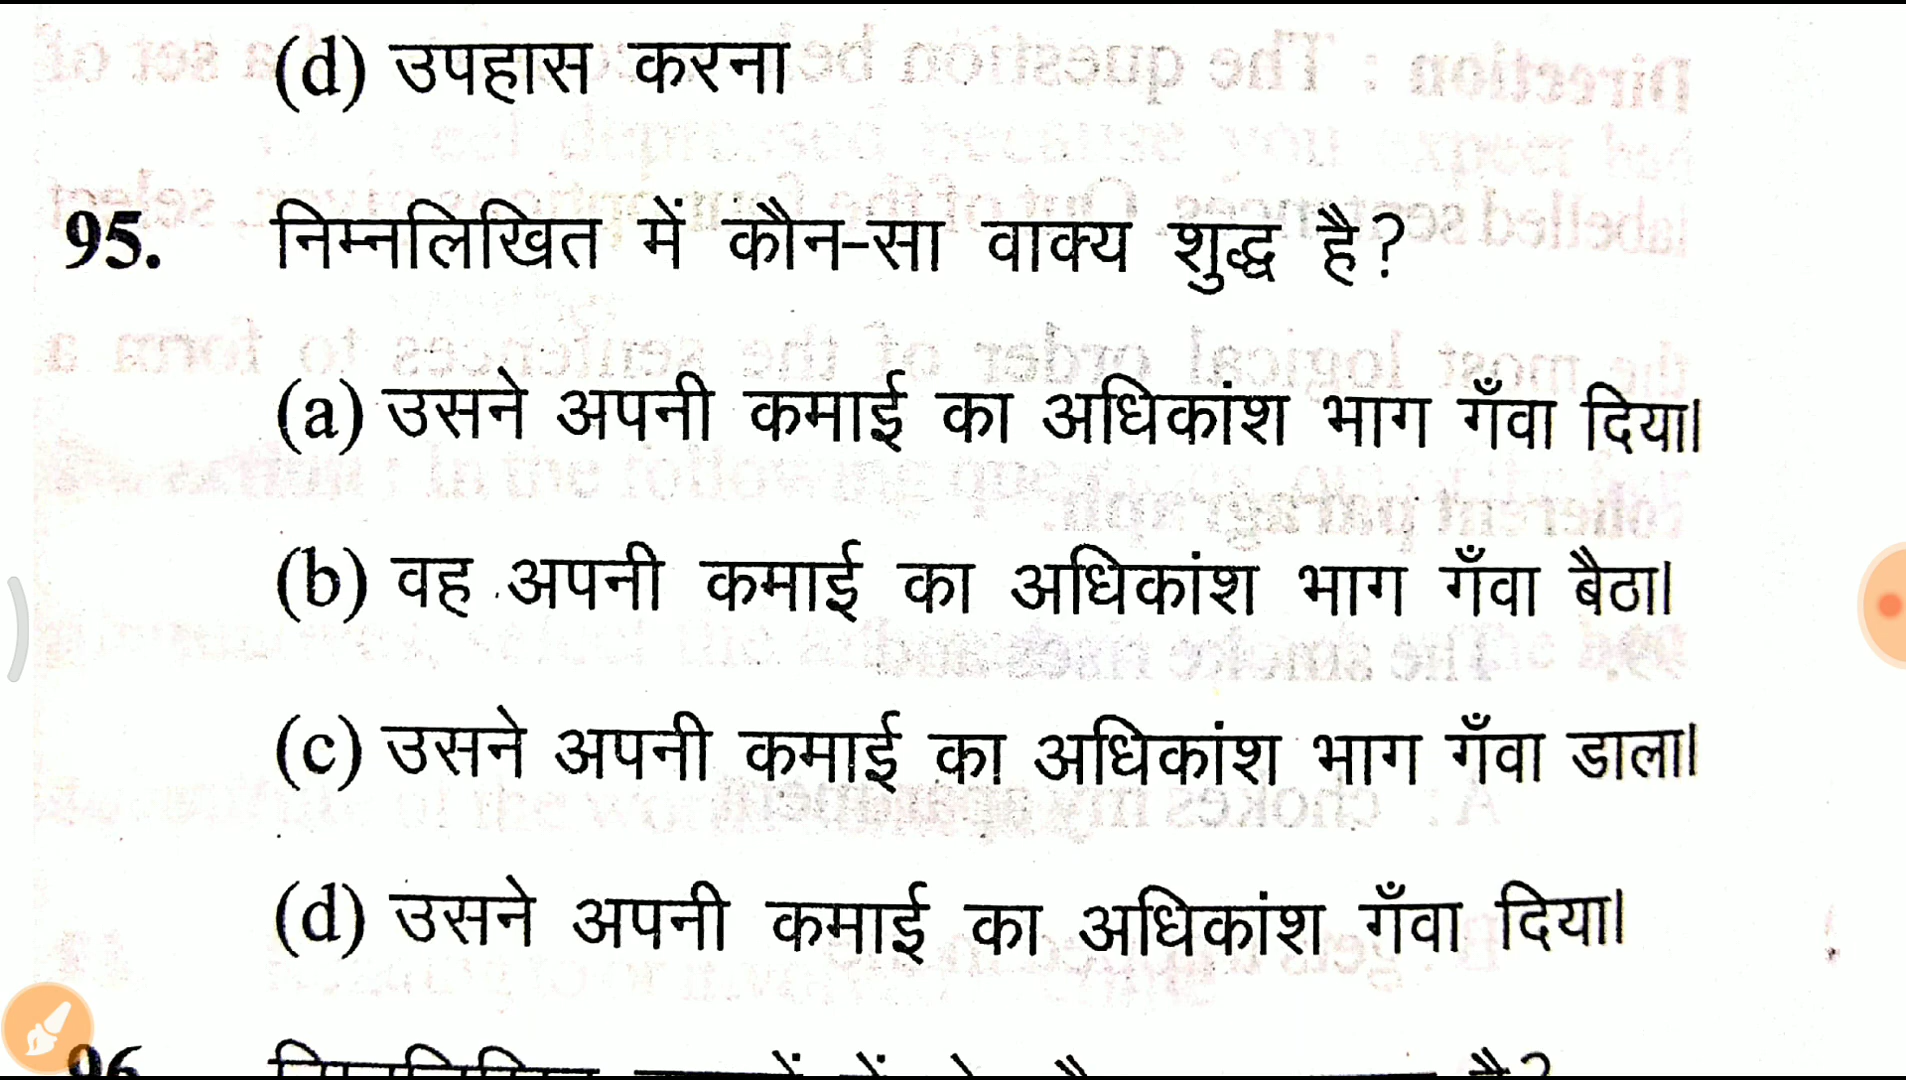 (d) उपहास करना
95. निम्नलिखित में कौन-सा वाक्य शुद्ध है?
(a) उसने अपनी कमाई का अधिकांश भाग गँवा दिया।
(b) वह अपनी कमाई का अधिकांश भाग गँवा बैठा।
(c) उसने अपनी कमाई का अधिकांश भाग गँवा डाला।
(d) उसने अपनी कमाई का अधिकांश गँवा दिया।
96